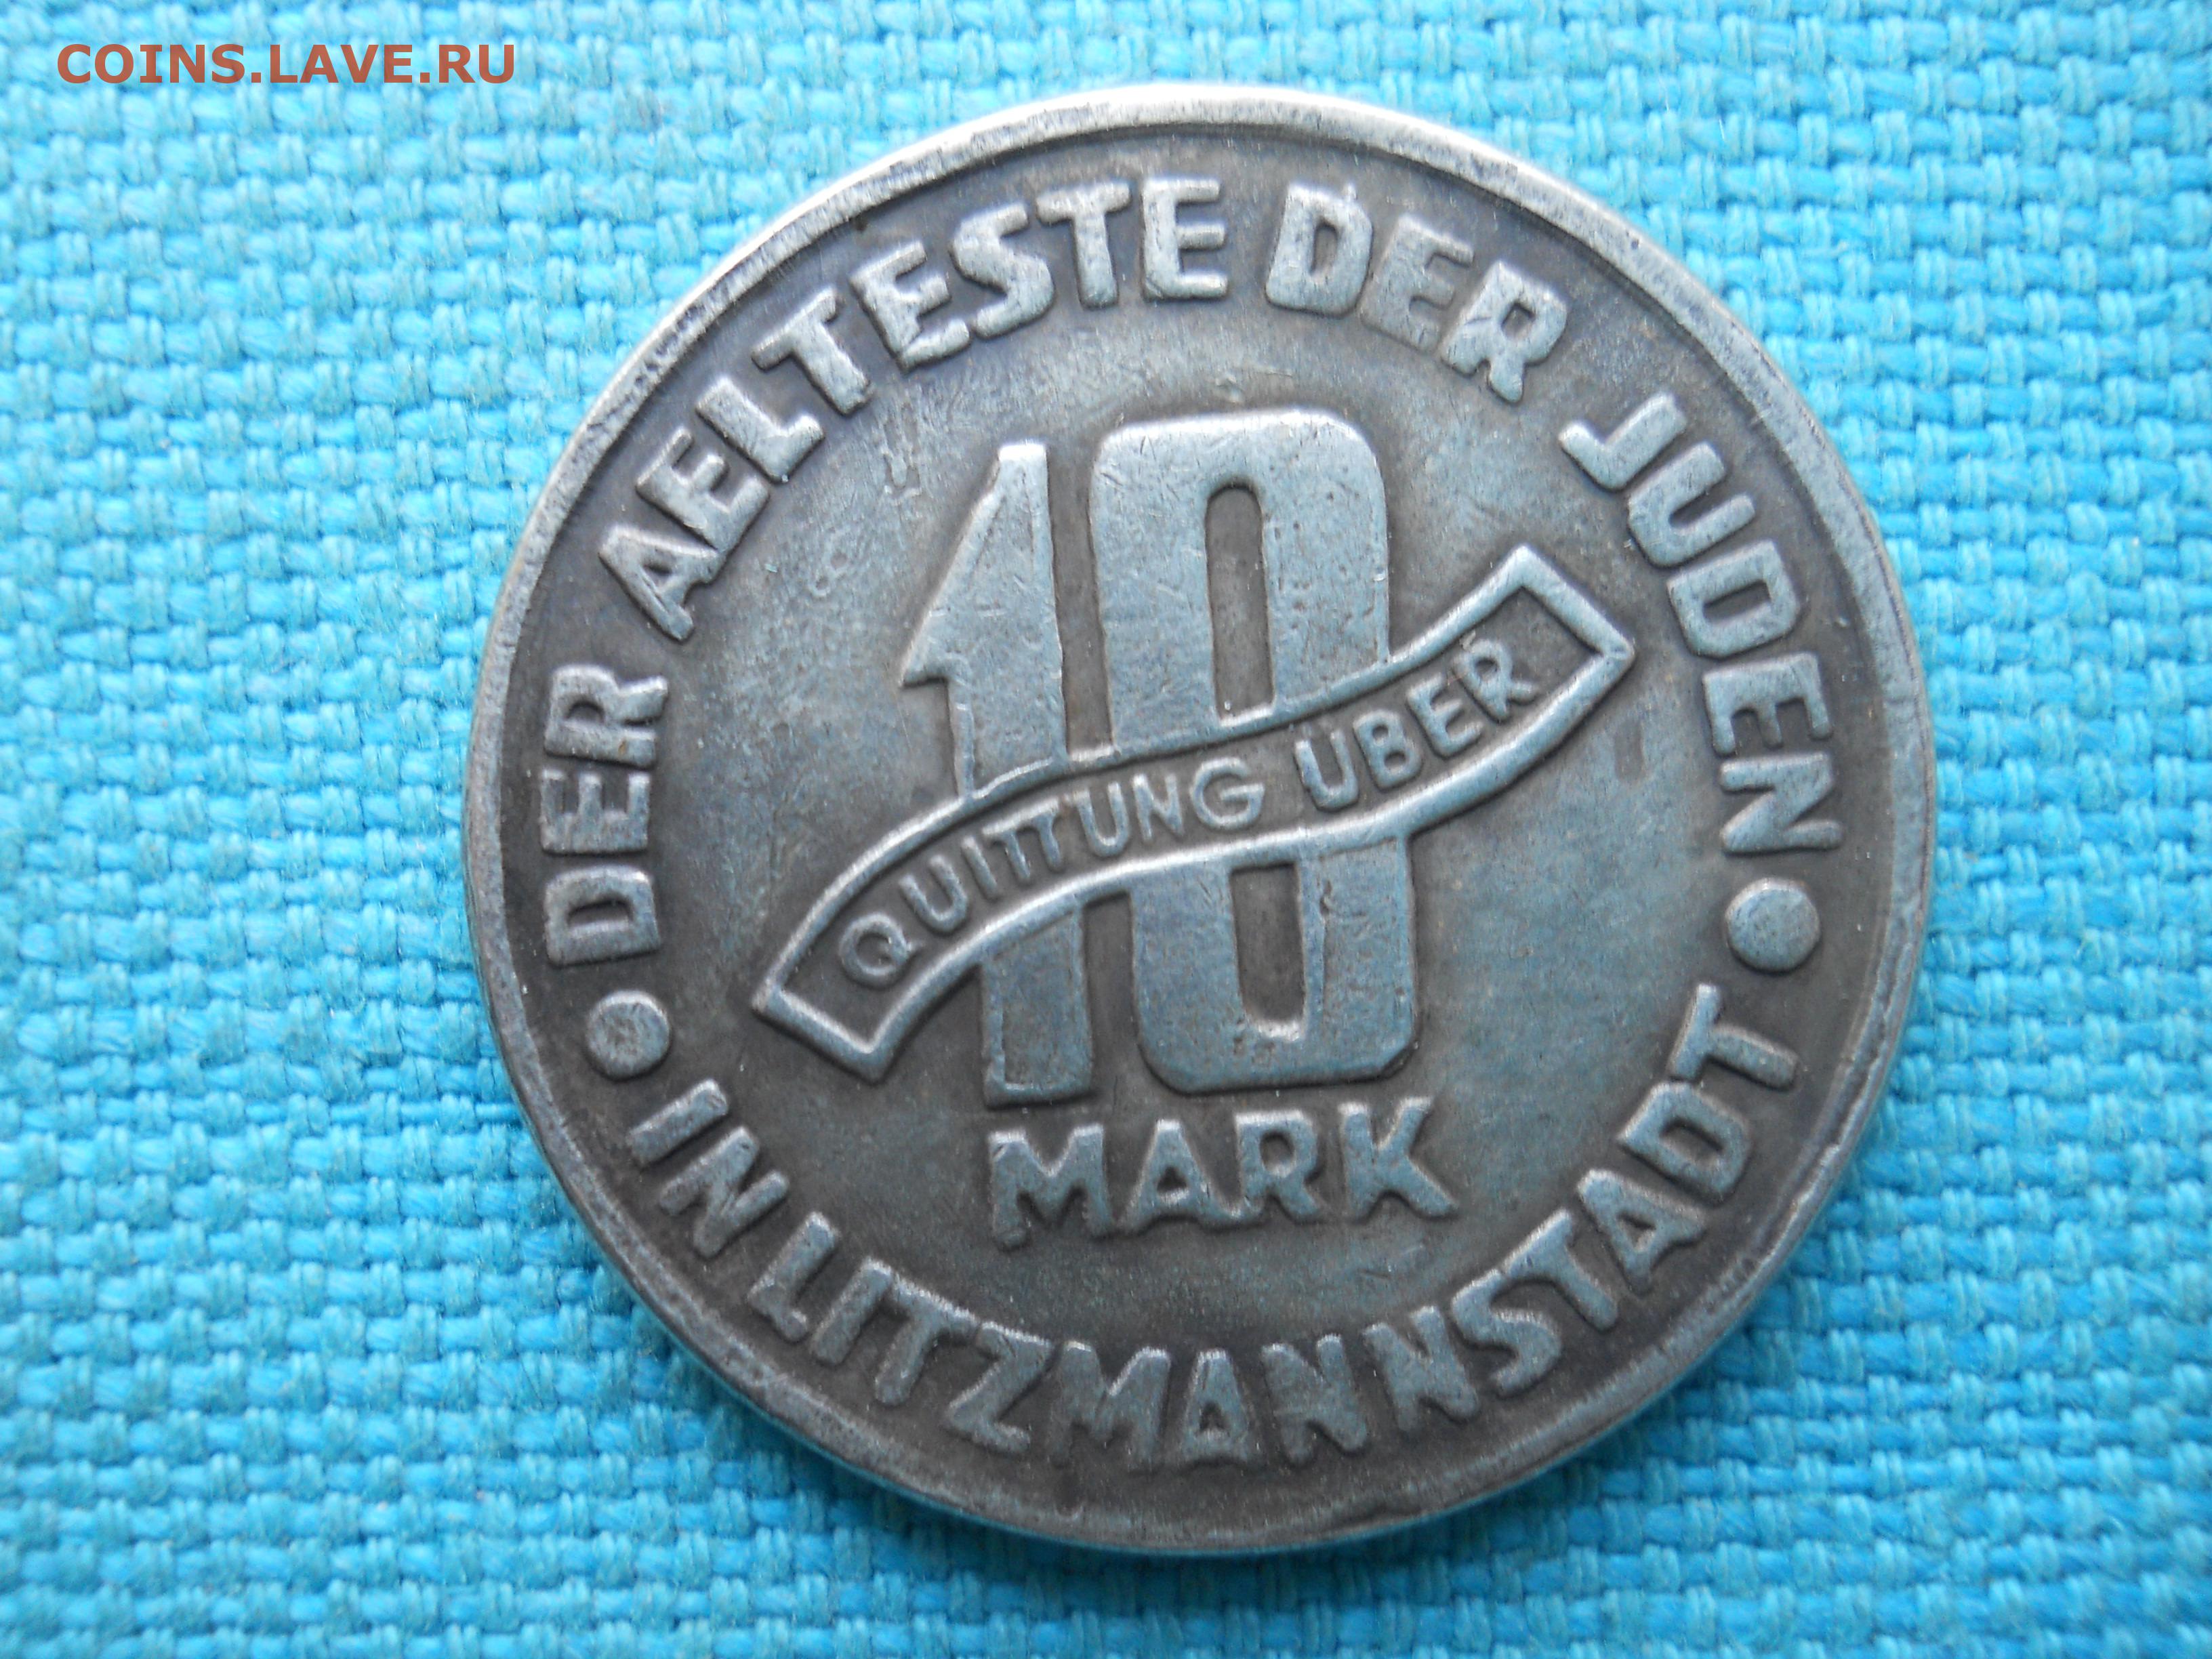 COINS.LAVE.RU
• DER AELTESTE DER JUDEN •
10
QUITTUNG ÜBER
MARK
IN LITZMANNSTADT